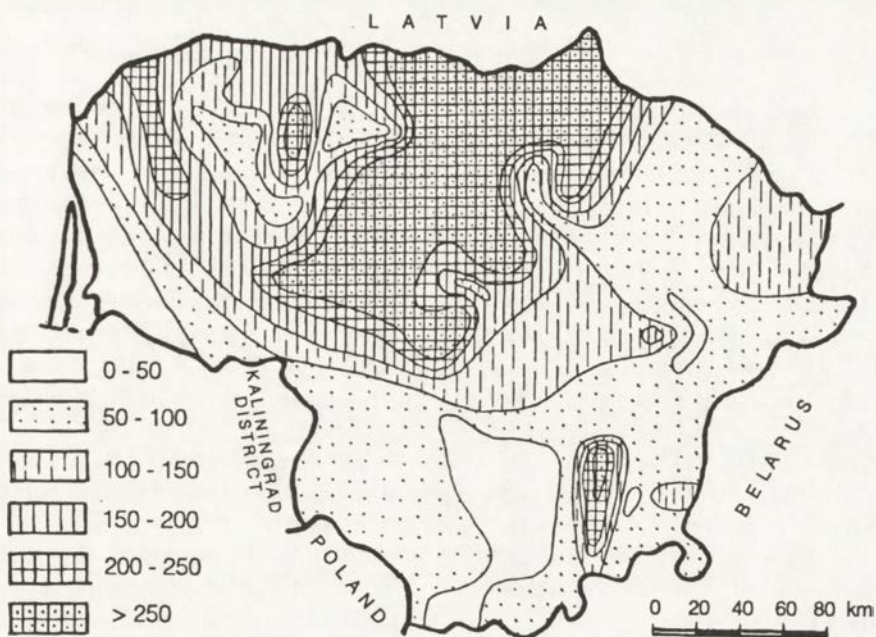 LATVIA
0 - 50
50 - 100
100 - 150
150 - 200
200 - 250
> 250
KALININGRAD
DISTRICT
POLAND
BELARUS
0 20 40 60 80 km